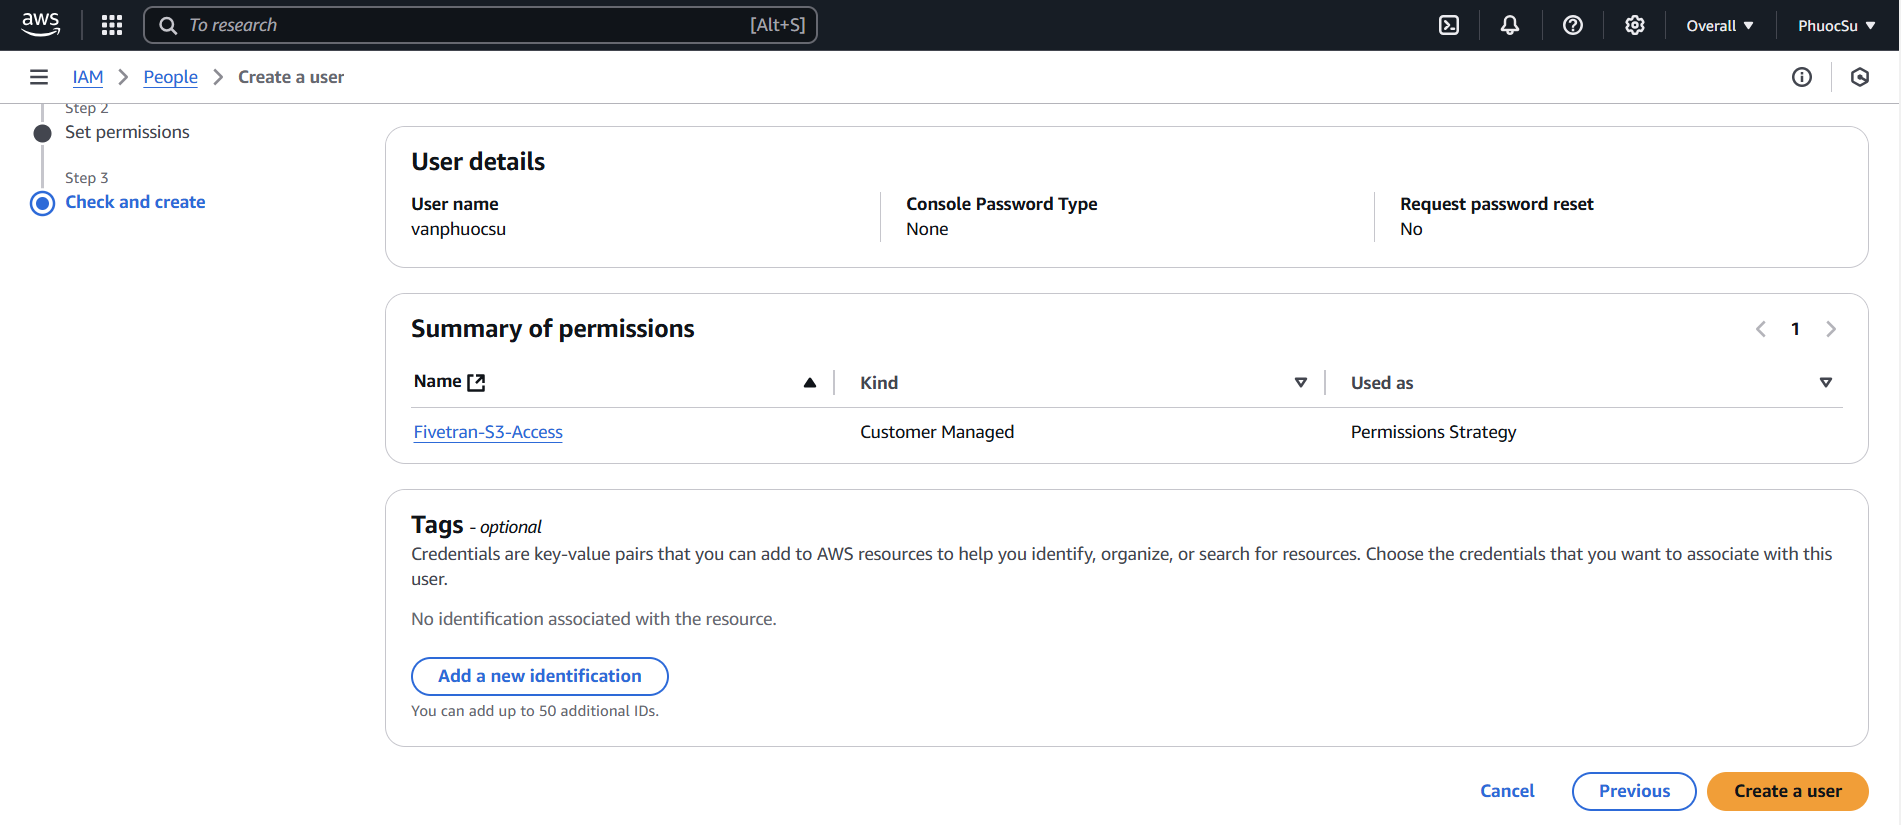 aws
To research [Alt+S]
Overall
PhuocSu
IAM > People > Create a user
Step 2
Set permissions
Step 3
Check and create
User details
User name
vanphuocsu
Console Password Type
None
Request password reset
No
Summary of permissions
1
Name Kind Used as
Fivetran-S3-Access Customer Managed Permissions Strategy
Tags - optional
Credentials are key-value pairs that you can add to AWS resources to help you identify, organize, or search for resources. Choose the credentials that you want to associate with this
user.
No identification associated with the resource.
Add a new identification
You can add up to 50 additional IDs.
Cancel Previous Create a user